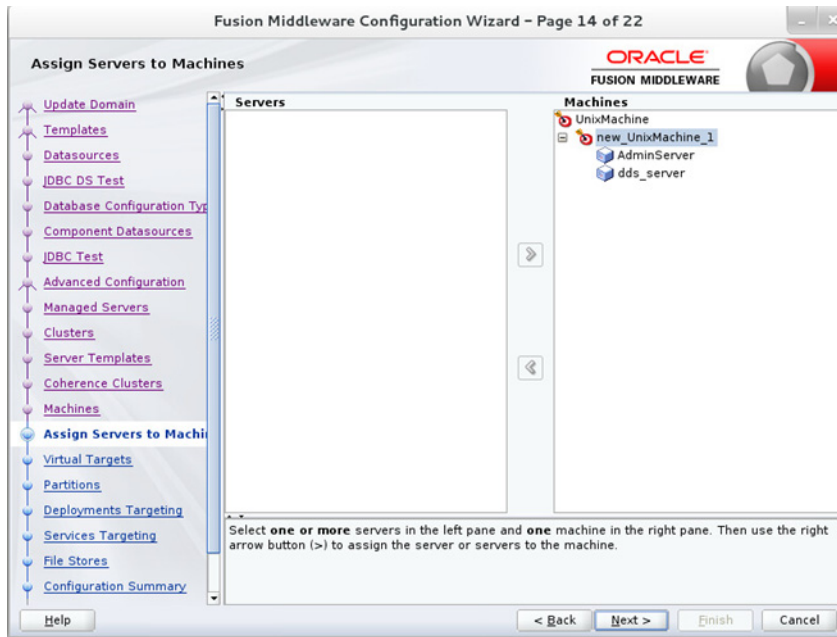 Fusion Middleware Configuration Wizard - Page 14 of 22
Assign Servers to Machines
ORACLE
FUSION MIDDLEWARE
Update Domain
Templates
Datasources
JDBC DS Test
Database Configuration Typ
Component Datasources
JDBC Test
Advanced Configuration
Managed Servers
Clusters
Server Templates
Coherence Clusters
Machines
Assign Servers to Machi
Virtual Targets
Partitions
Deployments Targeting
Services Targeting
File Stores
Configuration Summary
Servers
Machines
UnixMachine
new_UnixMachine_1
AdminServer
dds_server
Select one or more servers in the left pane and one machine in the right pane. Then use the right
arrow button (>) to assign the server or servers to the machine.
Help
< Back
Next >
Finish
Cancel